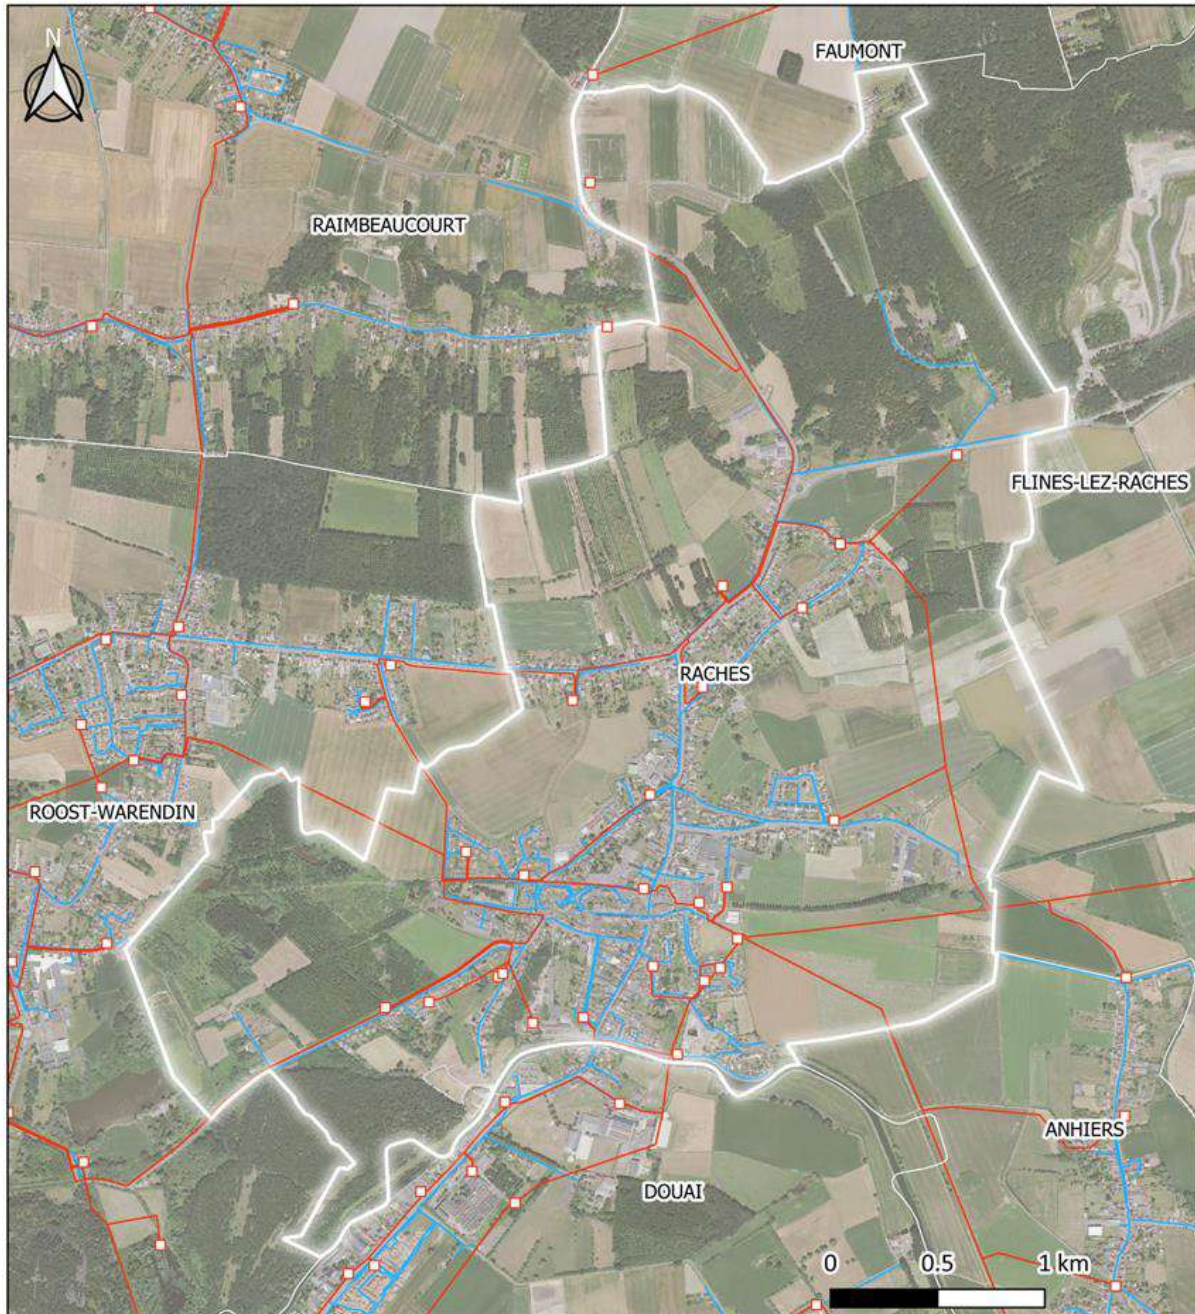 N
FAUMONT
RAIMBEAUCOURT
FLINES-LEZ-RACHES
RACHES
ROOST-WARENDIN
ANHIERS
DOUAI
0 0.5 1 km